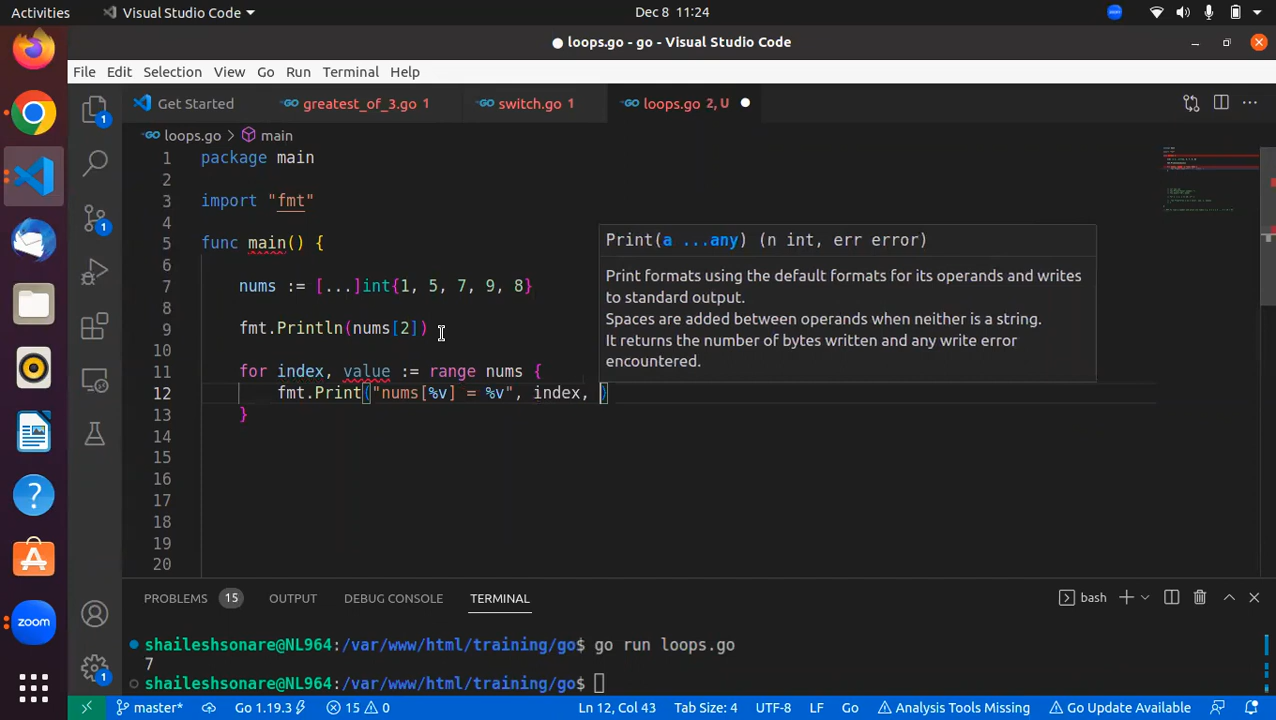 Activities Visual Studio Code Dec 8 11:24
● loops.go - go - Visual Studio Code
File Edit Selection View Go Run Terminal Help
Get Started greatest_of_3.go 1 switch.go 1 loops.go 2, U
loops.go > main
1 package main
2
3 import "fmt"
4
5 func main() {
6
7 nums := [...]int{1, 5, 7, 9, 8}
8
9 fmt.Println(nums[2])
10
11 for index, value := range nums {
12 fmt.Print("nums[%v] = %v", index, )
13 }
14
15
16
17
18
19
20
Print(a ...any) (n int, err error)
Print formats using the default formats for its operands and writes
to standard output.
Spaces are added between operands when neither is a string.
It returns the number of bytes written and any write error
encountered.
1
1
1
zoom
PROBLEMS 15 OUTPUT DEBUG CONSOLE TERMINAL bash
shaileshsonare@NL964:/var/www/html/training/go$ go run loops.go
7
shaileshsonare@NL964:/var/www/html/training/go$
master* Go 1.19.3 15 0 Ln 12, Col 43 Tab Size: 4 UTF-8 LF Go Analysis Tools Missing Go Update Available